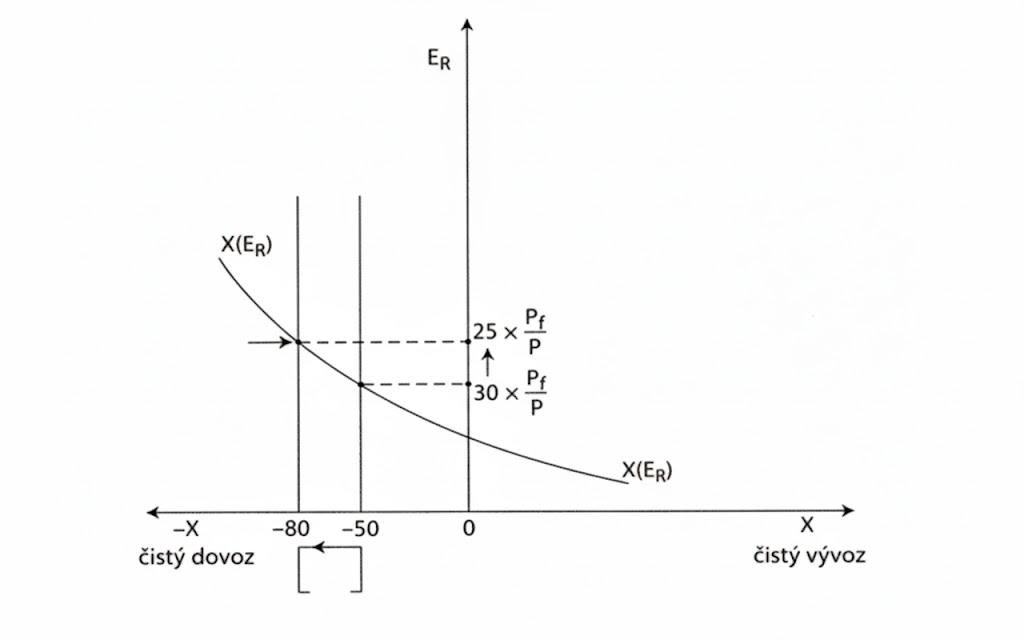 E_R
X(E_R)
25 × P_f/P
30 × P_f/P
X(E_R)
–X –80 –50 0 X
čistý dovoz čistý vývoz